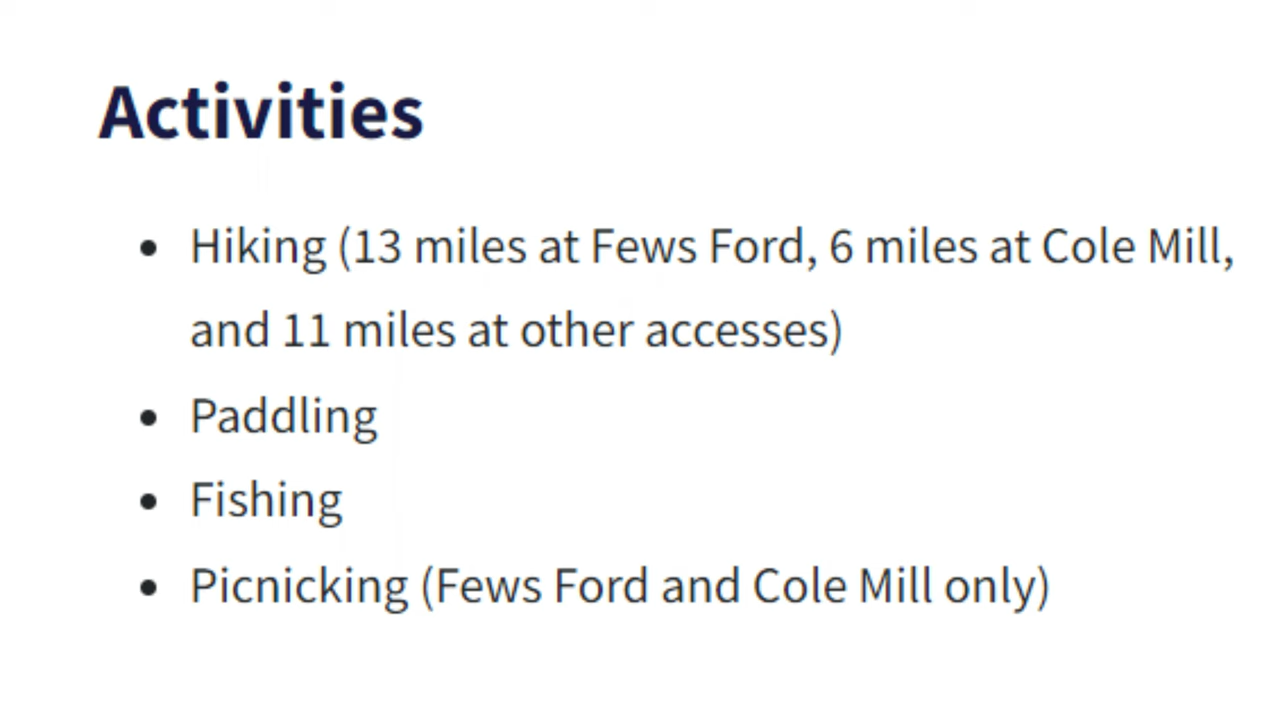 Activities
• Hiking (13 miles at Fews Ford, 6 miles at Cole Mill,
and 11 miles at other accesses)
• Paddling
• Fishing
• Picnicking (Fews Ford and Cole Mill only)